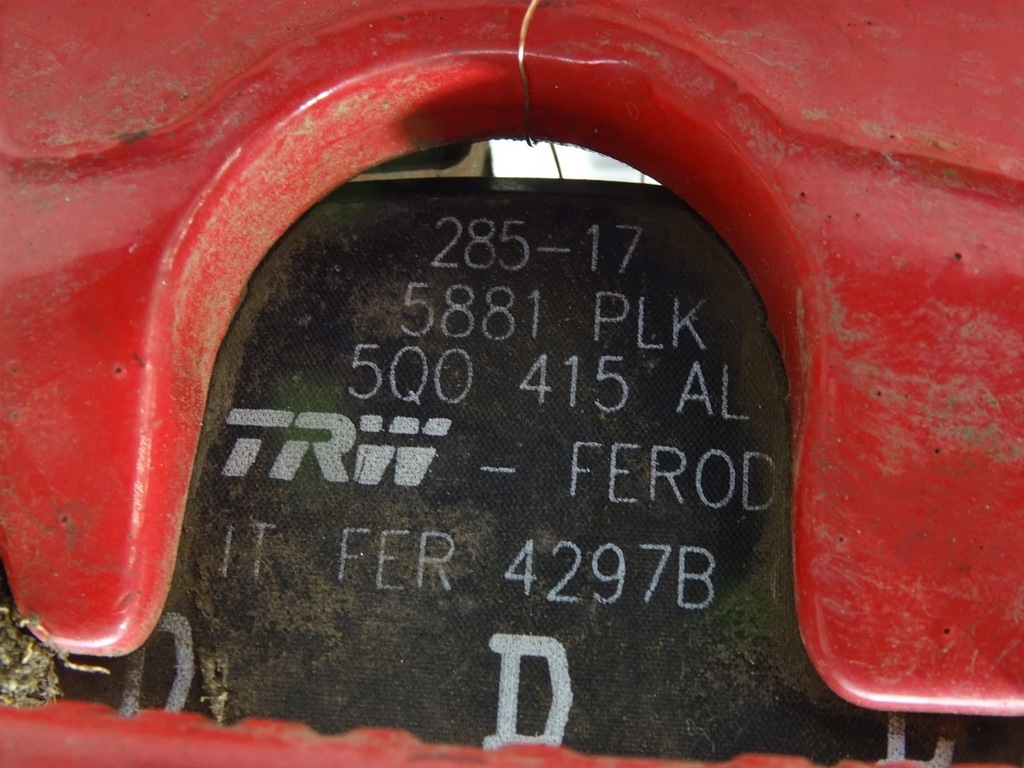 285-17
5881 PLK
5Q0 415 AL
TRW - FEROD
IT FER 4297B
D D